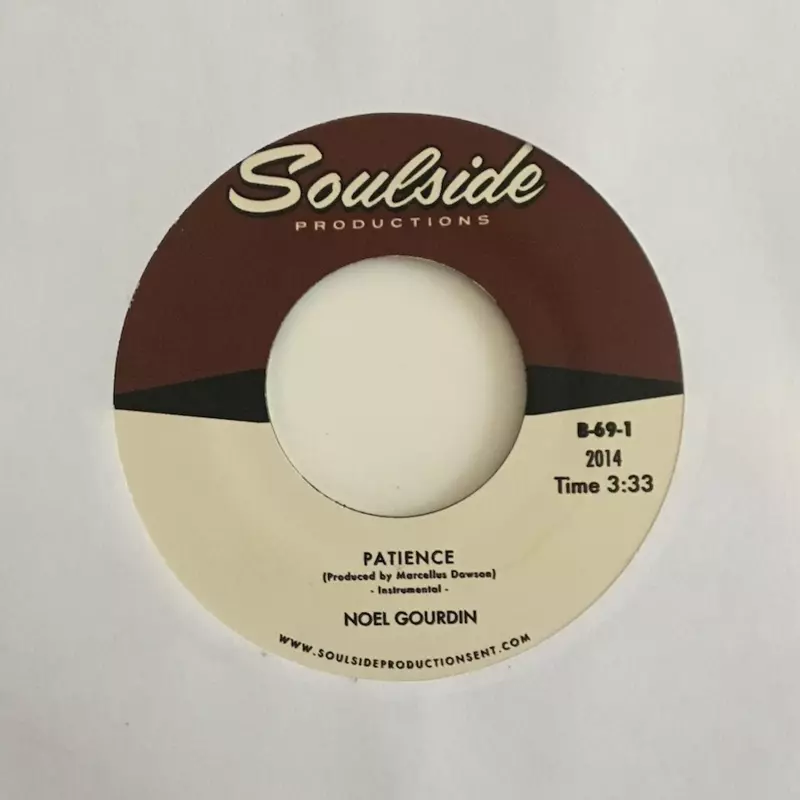 Soulside
PRODUCTIONS
B-69-1
2014
Time 3:33
PATIENCE
(Produced by Marcellus Dawson)
- Instrumental -
NOEL GOURDIN
WWW.SOULSIDEPRODUCTIONSENT.COM